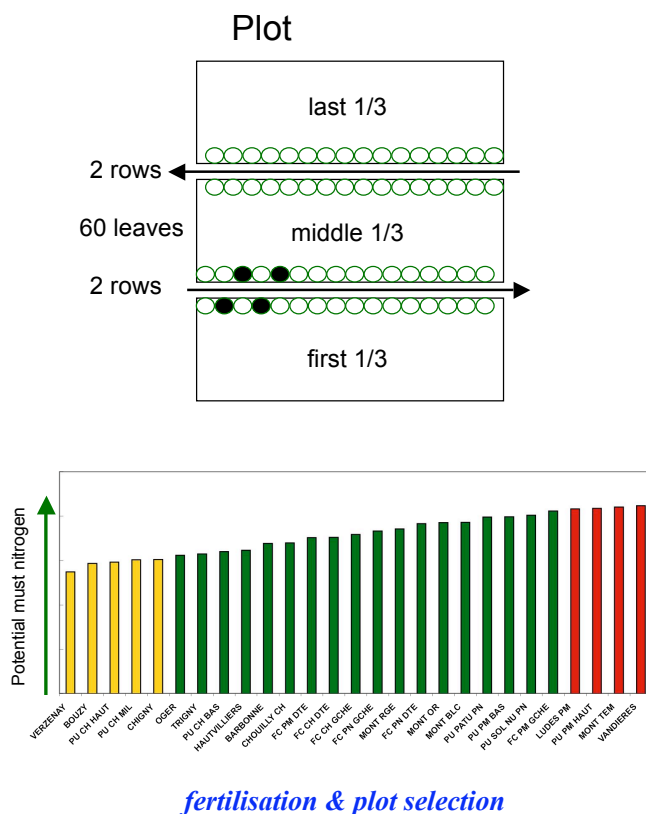 Plot
last 1/3
2 rows
60 leaves
middle 1/3
2 rows
first 1/3
Potential must nitrogen
VERZENAY
BOUZY
PU CH HAUT
PU CH MIL
CHIGNY
OGER
TRIGNY
PU CH BAS
HAUTVILLIERS
BARBONNE
CHOUILLY CH
FC PM DTE
FC CH DTE
FC CH GCHE
FC PN GCHE
MONT RGE
FC PN DTE
MONT OR
MONT BLC
PU PATU PN
PU PM BAS
PU SOL NU PN
FC PM GCHE
LUDES PM
PU PM HAUT
MONT TEM
VANDIERES
fertilisation & plot selection